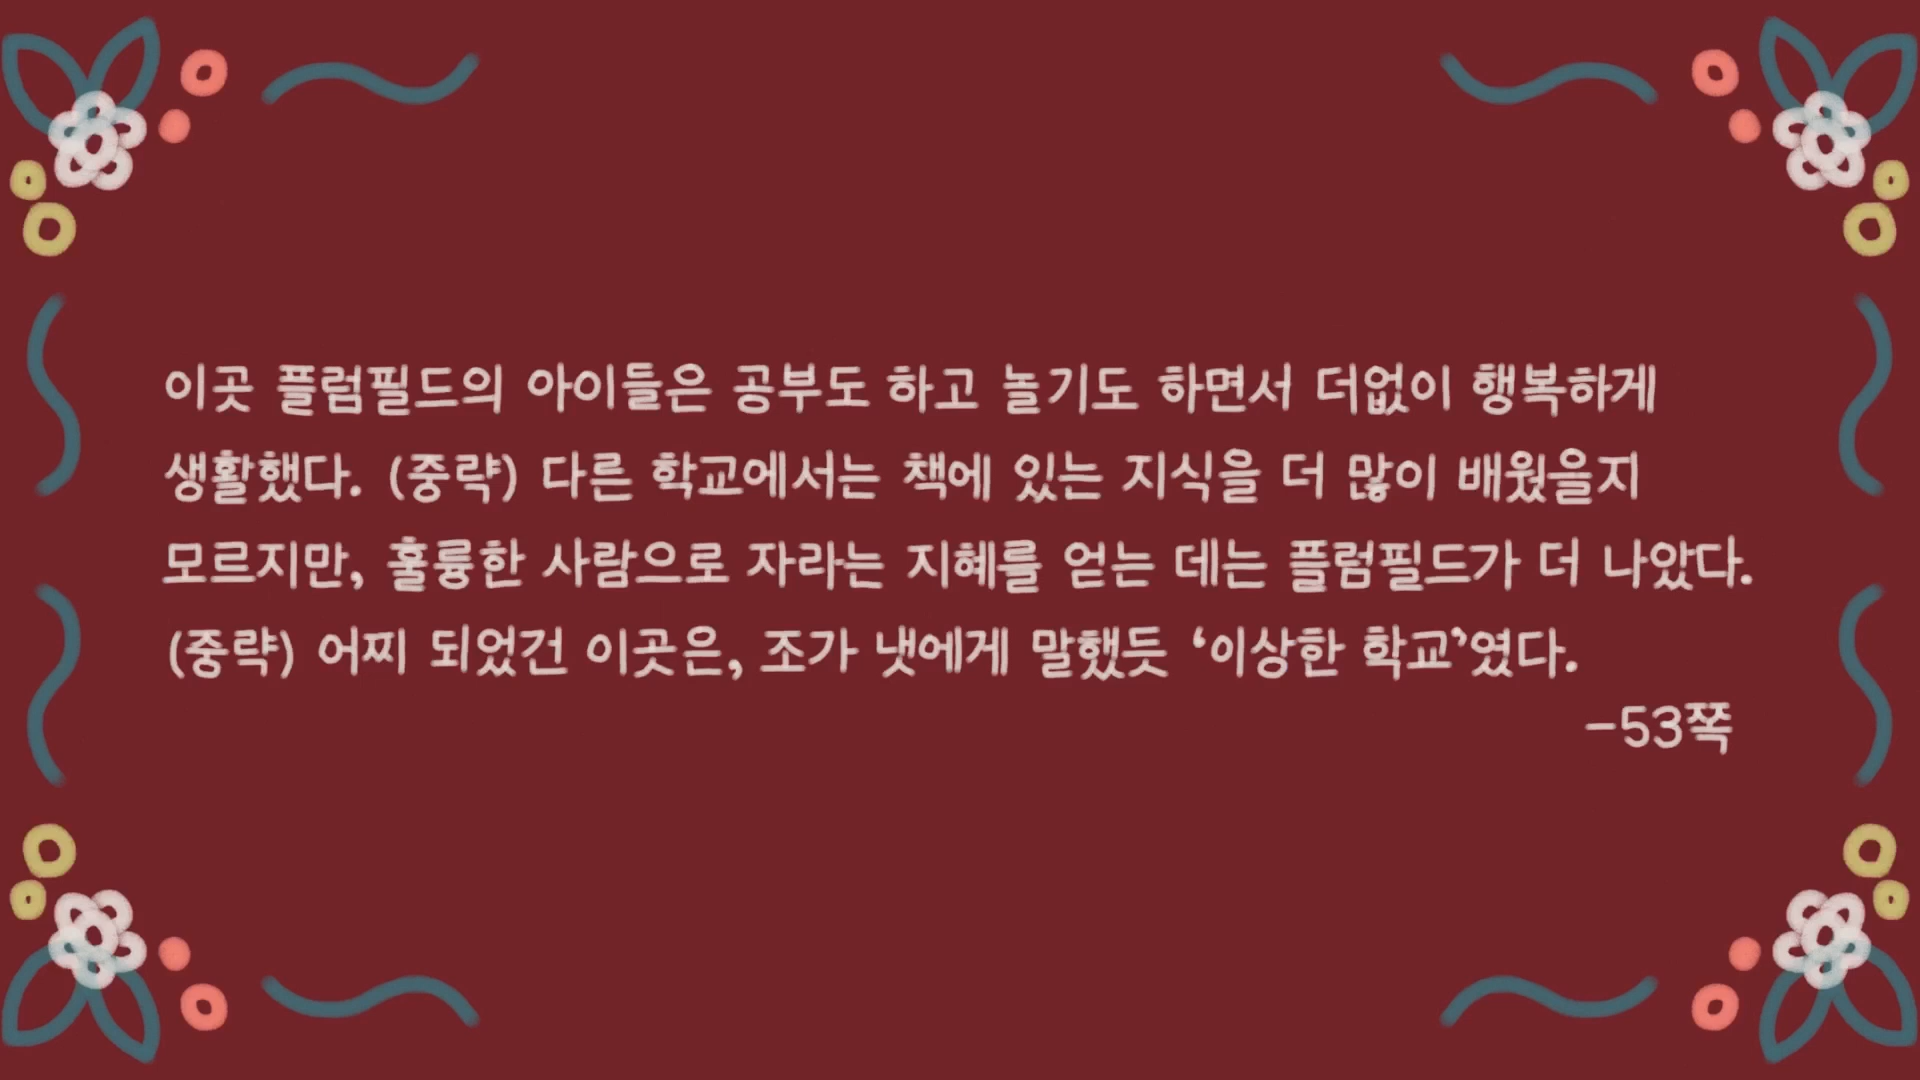 이곳 플럼필드의 아이들은 공부도 하고 놀기도 하면서 더없이 행복하게
생활했다. (중략) 다른 학교에서는 책에 있는 지식을 더 많이 배웠을지
모르지만, 훌륭한 사람으로 자라는 지혜를 얻는 데는 플럼필드가 더 나았다.
(중략) 어찌 되었건 이곳은, 조가 냇에게 말했듯 ‘이상한 학교’였다.
-53쪽